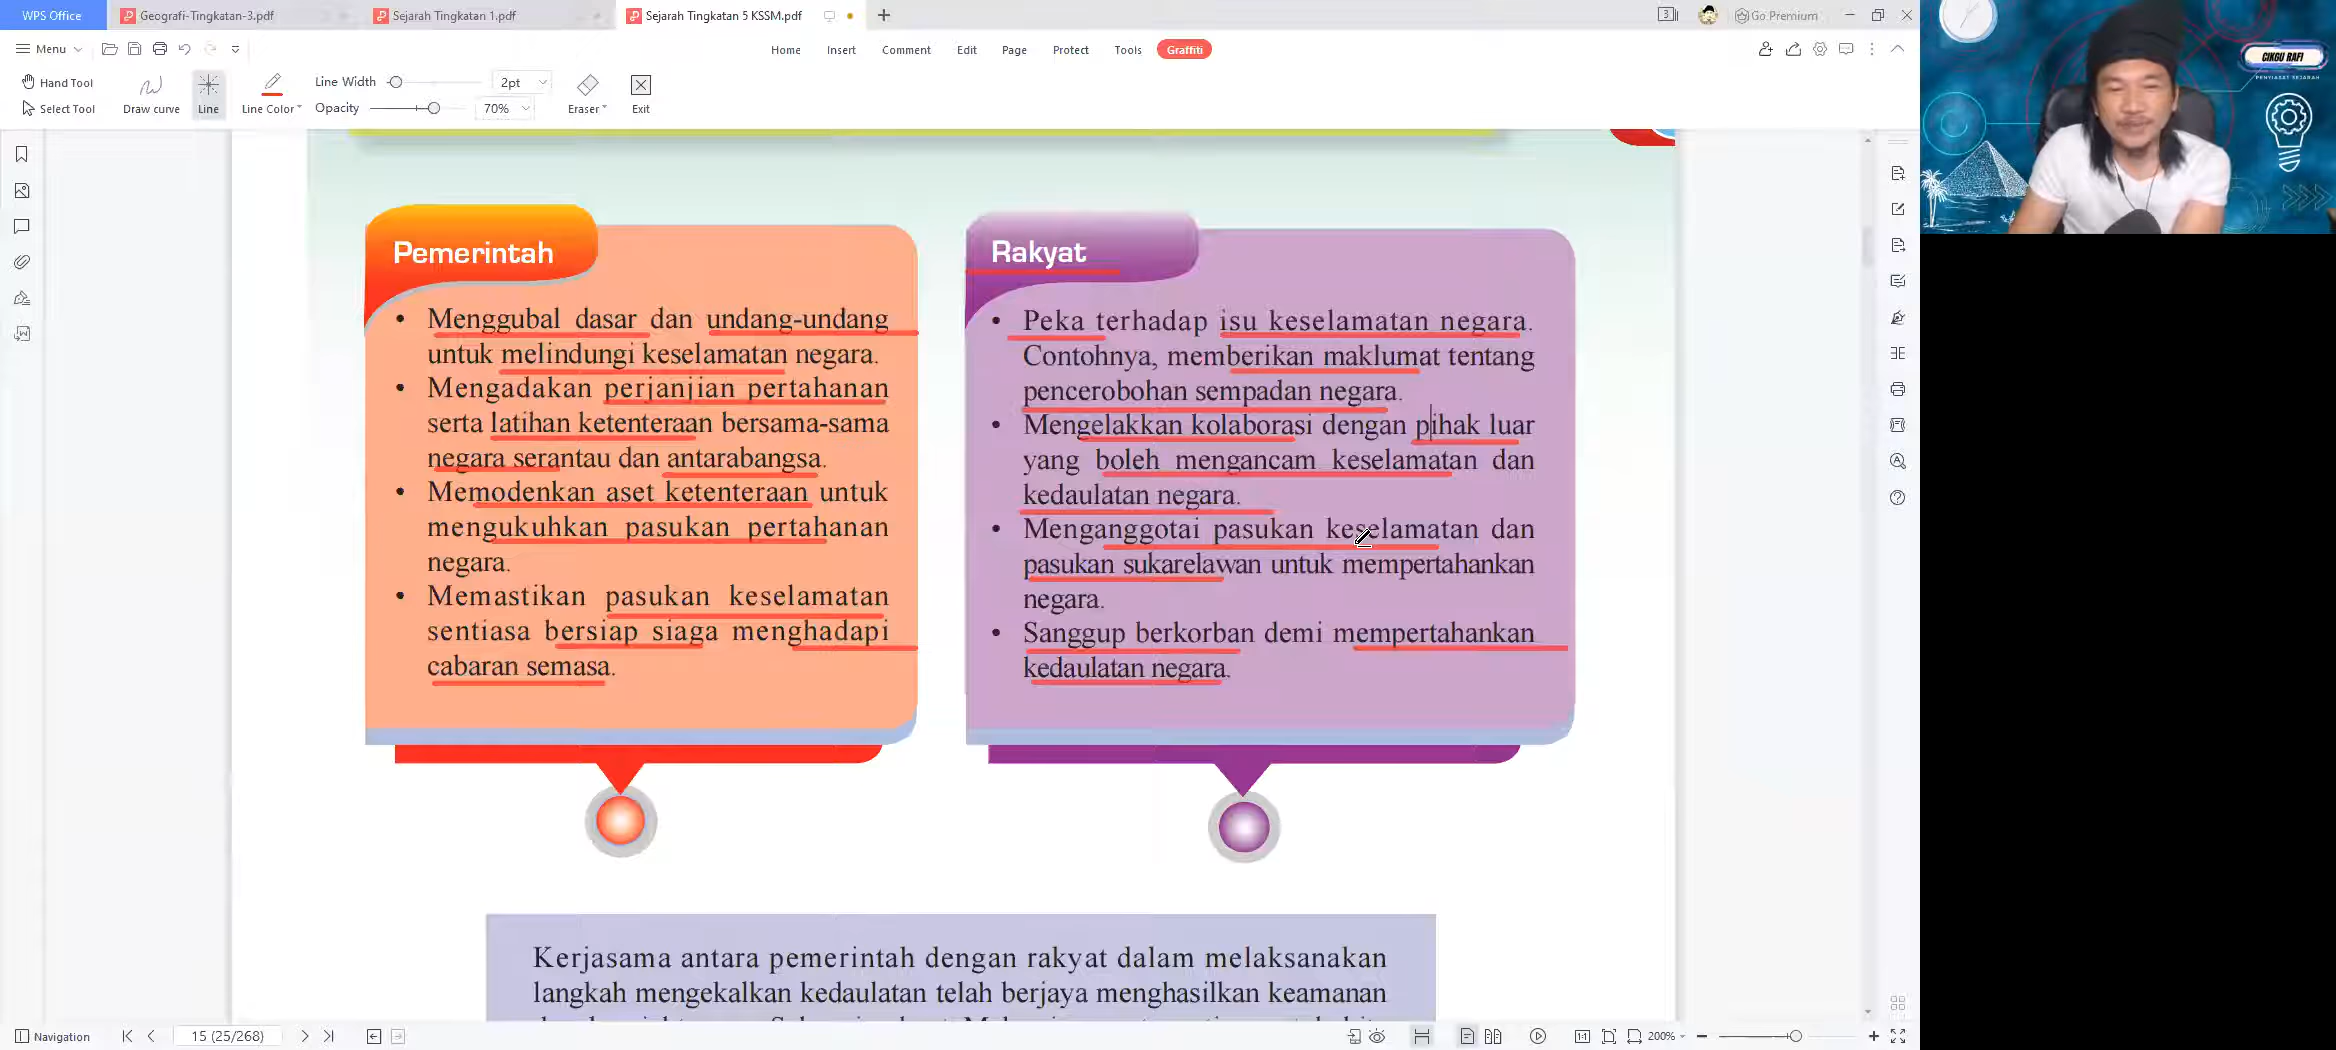 WPS Office
Geografi-Tingkatan-3.pdf
Sejarah Tingkatan 1.pdf
Sejarah Tingkatan 5 KSSM.pdf
3
Go Premium
Menu
Home
Insert
Comment
Edit
Page
Protect
Tools
Graffiti
Hand Tool
Select Tool
Draw curve
Line
Line Color
Line Width
2pt
Opacity
70%
Eraser
Exit
CIKGU RAFI
PENYIASAT SEJARAH
Pemerintah
• Menggubal dasar dan undang-undang
untuk melindungi keselamatan negara.
• Mengadakan perjanjian pertahanan
serta latihan ketenteraan bersama-sama
negara serantau dan antarabangsa.
• Memodenkan aset ketenteraan untuk
mengukuhkan pasukan pertahanan
negara.
• Memastikan pasukan keselamatan
sentiasa bersiap siaga menghadapi
cabaran semasa.
Rakyat
• Peka terhadap isu keselamatan negara.
Contohnya, memberikan maklumat tentang
pencerobohan sempadan negara.
• Mengelakkan kolaborasi dengan pihak luar
yang boleh mengancam keselamatan dan
kedaulatan negara.
• Menganggotai pasukan keselamatan dan
pasukan sukarelawan untuk mempertahankan
negara.
• Sanggup berkorban demi mempertahankan
kedaulatan negara.
Kerjasama antara pemerintah dengan rakyat dalam melaksanakan
langkah mengekalkan kedaulatan telah berjaya menghasilkan keamanan
Navigation
15 (25/268)
1:1
200%